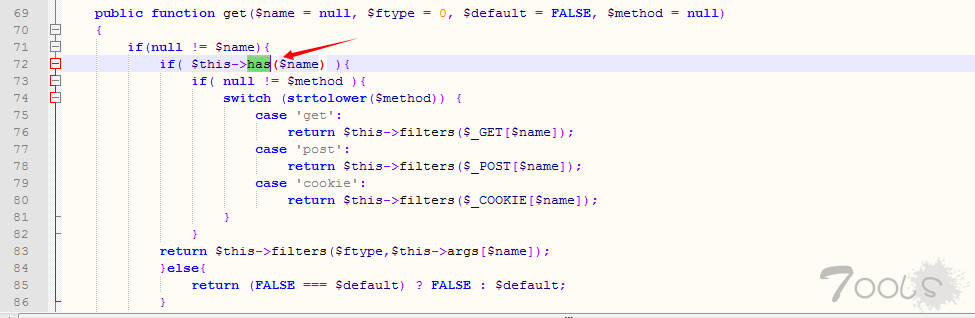 69 public function get($name = null, $ftype = 0, $default = FALSE, $method = null)
70 {
71 if(null != $name){
72 if( $this->has($name) ){
73 if( null != $method ){
74 switch (strtolower($method)) {
75 case 'get':
76 return $this->filters($_GET[$name]);
77 case 'post':
78 return $this->filters($_POST[$name]);
79 case 'cookie':
80 return $this->filters($_COOKIE[$name]);
81 }
82 }
83 return $this->filters($ftype,$this->args[$name]);
84 }else{
85 return (FALSE === $default) ? FALSE : $default;
86 }
7OOLS